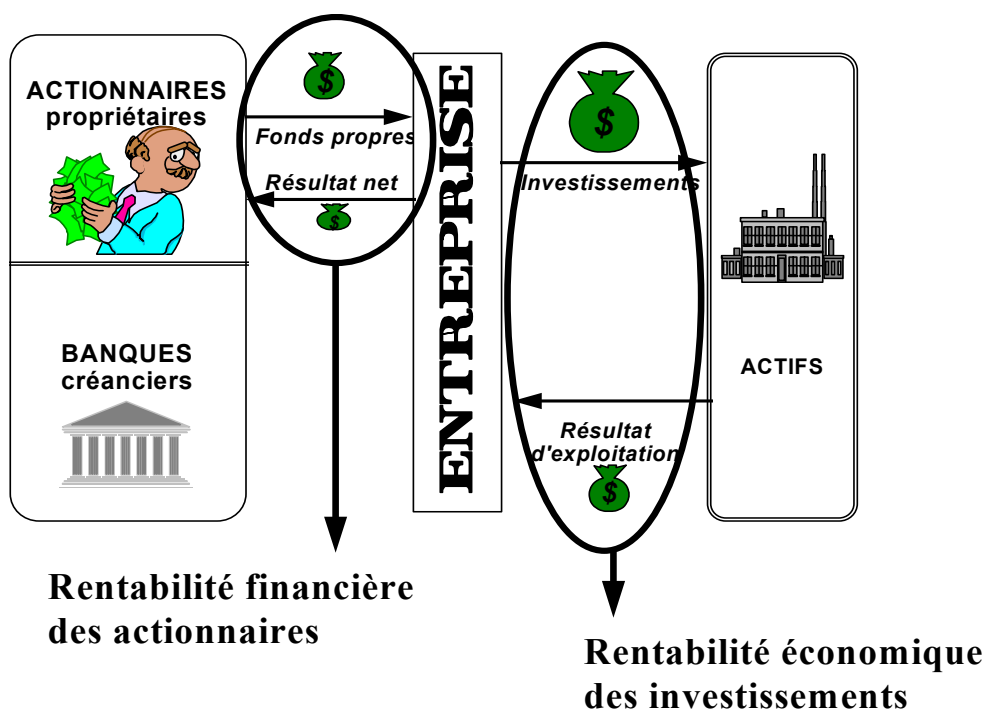 ACTIONNAIRES
propriétaires
$
Fonds propres
Résultat net
$
BANQUES
créanciers
ENTREPRISE
$
Investissements
Résultat
d'exploitation
$
ACTIFS
Rentabilité financière
des actionnaires
Rentabilité économique
des investissements